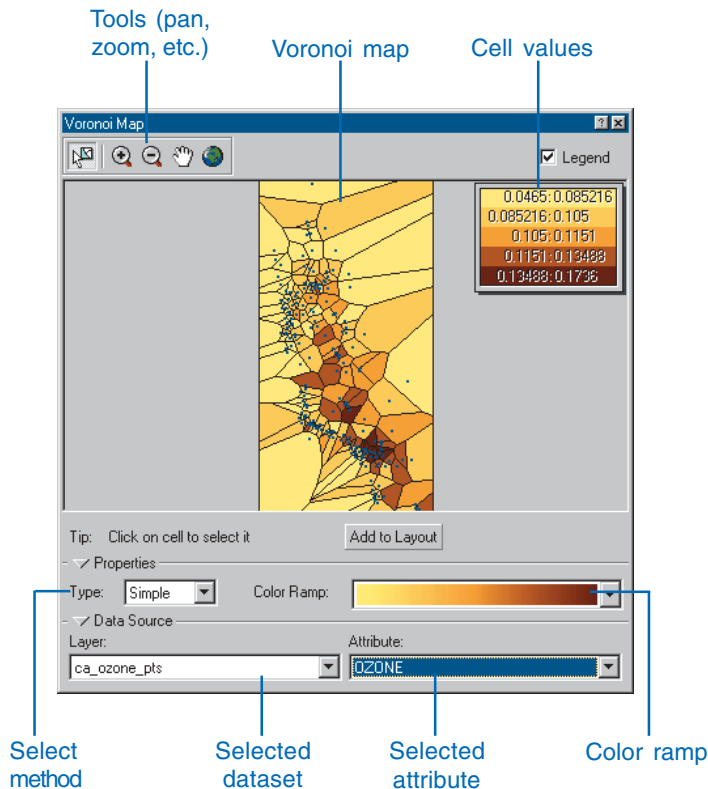 Tools (pan,
zoom, etc.)
Voronoi map
Cell values
Voronoi Map
Legend
0.0465:0.085216
0.085216:0.105
0.105:0.1151
0.1151:0.13488
0.13488:0.1736
Tip: Click on cell to select it
Add to Layout
Properties
Type: Simple
Color Ramp:
Data Source
Layer:
Attribute:
ca_ozone_pts
OZONE
Select
method
Selected
dataset
Selected
attribute
Color ramp